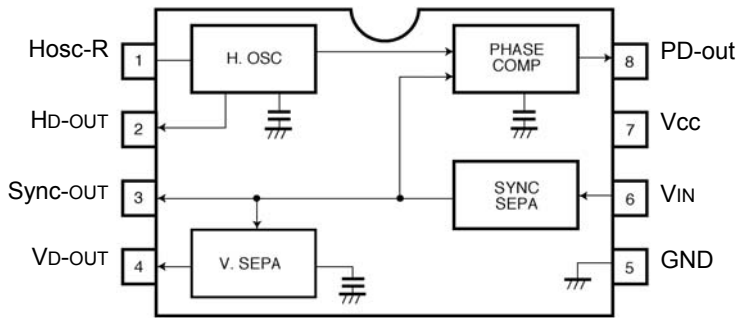 Hosc-R
1
H. OSC
PHASE
COMP
8
PD-out
HD-OUT
2
7
Vcc
Sync-OUT
3
SYNC
SEPA
6
VIN
VD-OUT
4
V. SEPA
5
GND